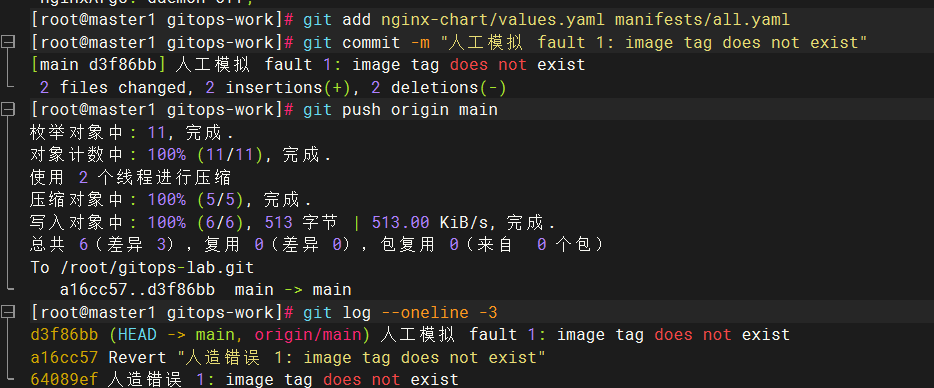 nginxArgs: daemon off;
[root@master1 gitops-work]# git add nginx-chart/values.yaml manifests/all.yaml
[root@master1 gitops-work]# git commit -m "人工模拟 fault 1: image tag does not exist"
[main d3f86bb] 人工模拟 fault 1: image tag does not exist
2 files changed, 2 insertions(+), 2 deletions(-)
[root@master1 gitops-work]# git push origin main
枚举对象中: 11, 完成.
对象计数中: 100% (11/11), 完成.
使用 2 个线程进行压缩
压缩对象中: 100% (5/5), 完成.
写入对象中: 100% (6/6), 513 字节 | 513.00 KiB/s, 完成.
总共 6（差异 3），复用 0（差异 0），包复用 0（来自 0 个包）
To /root/gitops-lab.git
a16cc57..d3f86bb main -> main
[root@master1 gitops-work]# git log --oneline -3
d3f86bb (HEAD -> main, origin/main) 人工模拟 fault 1: image tag does not exist
a16cc57 Revert "人造错误 1: image tag does not exist"
64089ef 人造错误 1: image tag does not exist